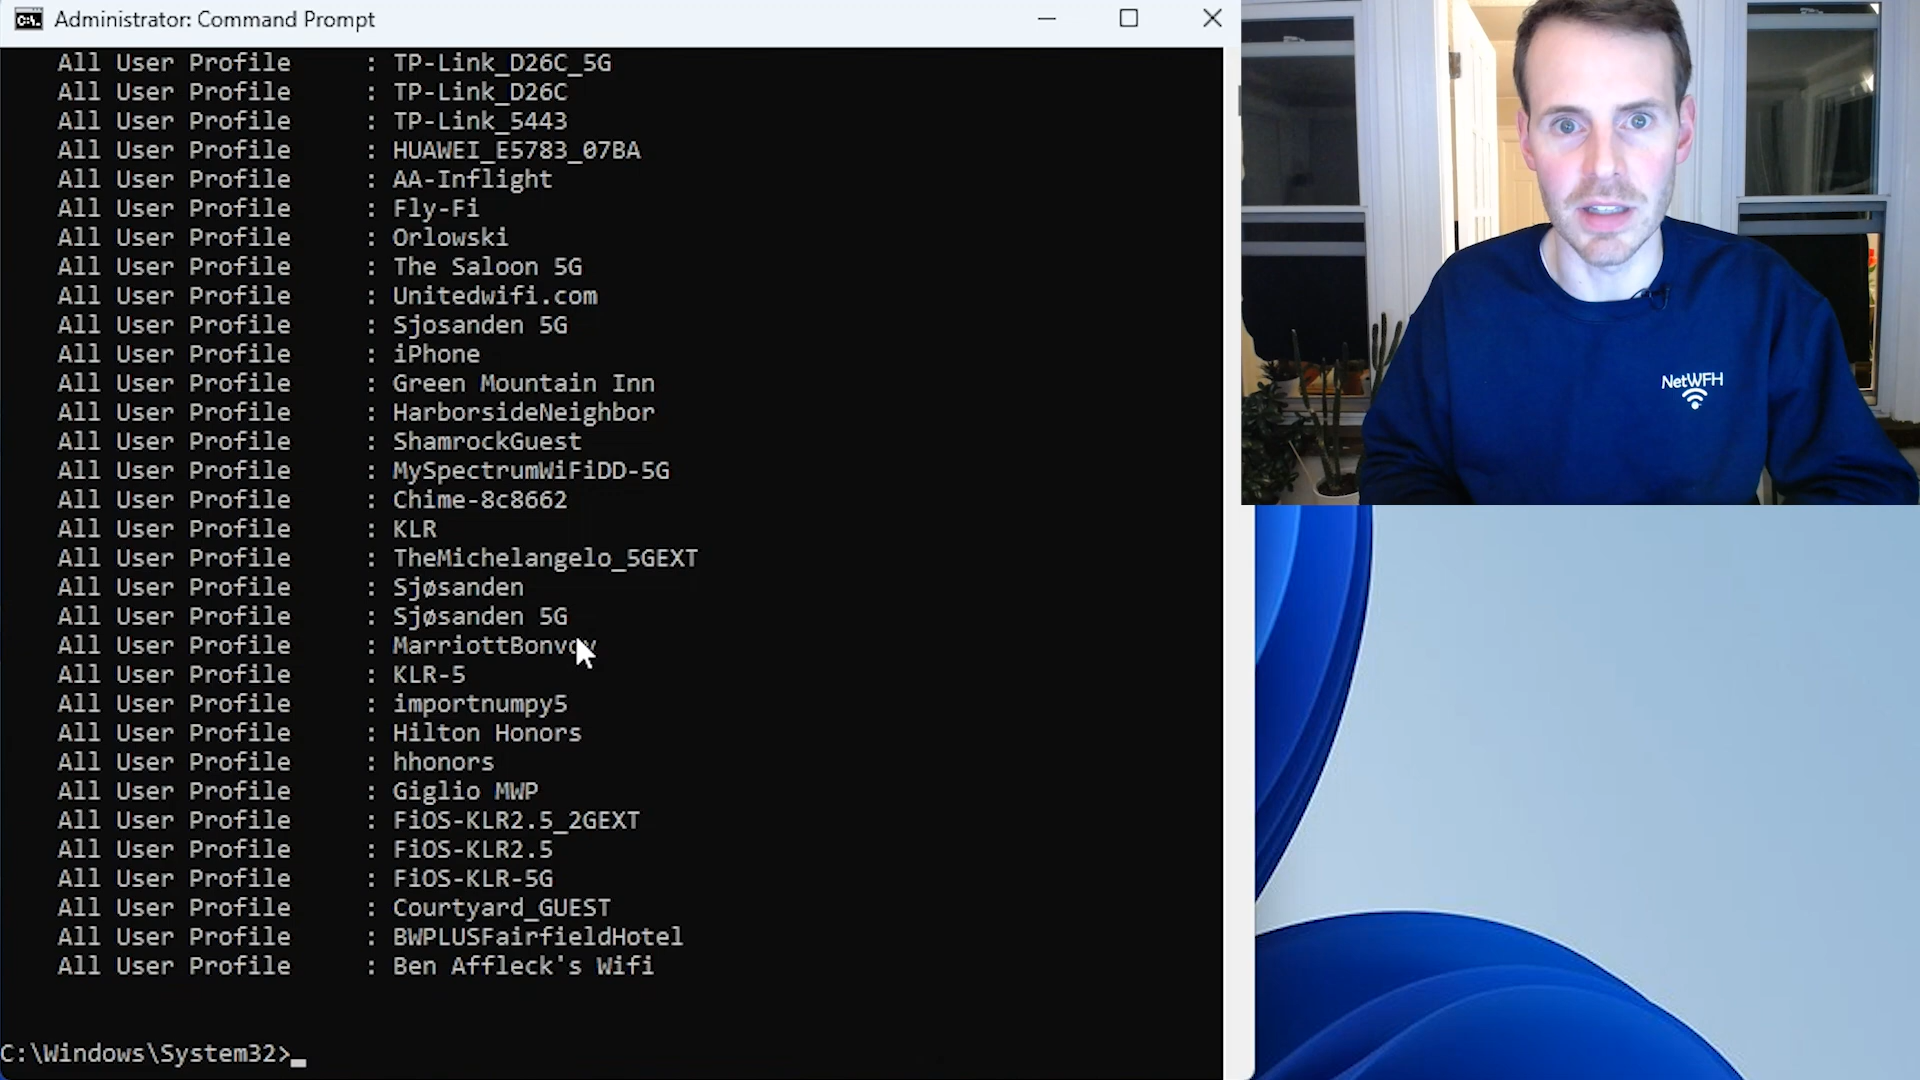 Administrator: Command Prompt
All User Profile : TP-Link_D26C_5G
All User Profile : TP-Link_D26C
All User Profile : TP-Link_5443
All User Profile : HUAWEI_E5783_07BA
All User Profile : AA-Inflight
All User Profile : Fly-Fi
All User Profile : Orlowski
All User Profile : The Saloon 5G
All User Profile : Unitedwifi.com
All User Profile : Sjosanden 5G
All User Profile : iPhone
All User Profile : Green Mountain Inn
All User Profile : HarborsideNeighbor
All User Profile : ShamrockGuest
All User Profile : MySpectrumWiFiDD-5G
All User Profile : Chime-8c8662
All User Profile : KLR
All User Profile : TheMichelangelo_5GEXT
All User Profile : Sjøsanden
All User Profile : Sjøsanden 5G
All User Profile : MarriottBonvoy
All User Profile : KLR-5
All User Profile : importnumpy5
All User Profile : Hilton Honors
All User Profile : hhonors
All User Profile : Giglio MWP
All User Profile : FiOS-KLR2.5_2GEXT
All User Profile : FiOS-KLR2.5
All User Profile : FiOS-KLR-5G
All User Profile : Courtyard_GUEST
All User Profile : BWPLUSFairfieldHotel
All User Profile : Ben Affleck's Wifi
C:\Windows\System32>_
NetWFH